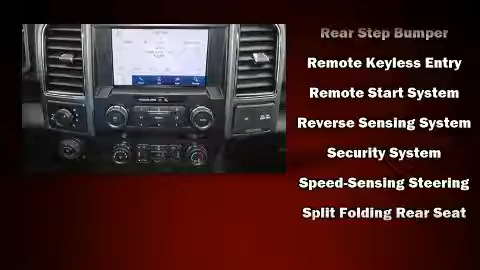 Rear Step Bumper
Remote Keyless Entry
Remote Start System
Reverse Sensing System
Security System
Speed-Sensing Steering
Split Folding Rear Seat